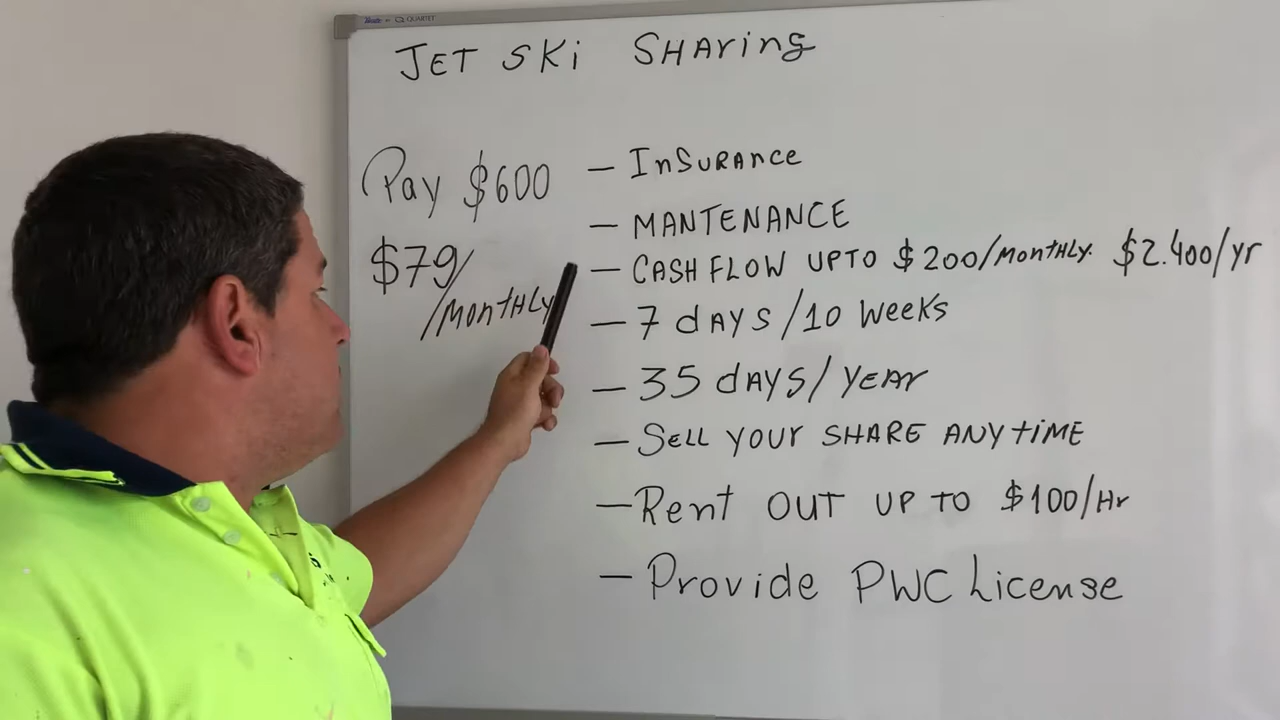 QUARTET
JET SKi SHAring
Pay $600
$79/
/MontHLy
– InSURAnce
– MANTENANCE
– CASH FLOW UPTO $200/MONTHLY. $2.400/yr
– 7 dAYS/10 Weeks
– 35 dAYS/YEAr
– SELL YOUr SHARE ANYtiME
– Rent OUT UP TO $100/Hr
– Provide PWC License